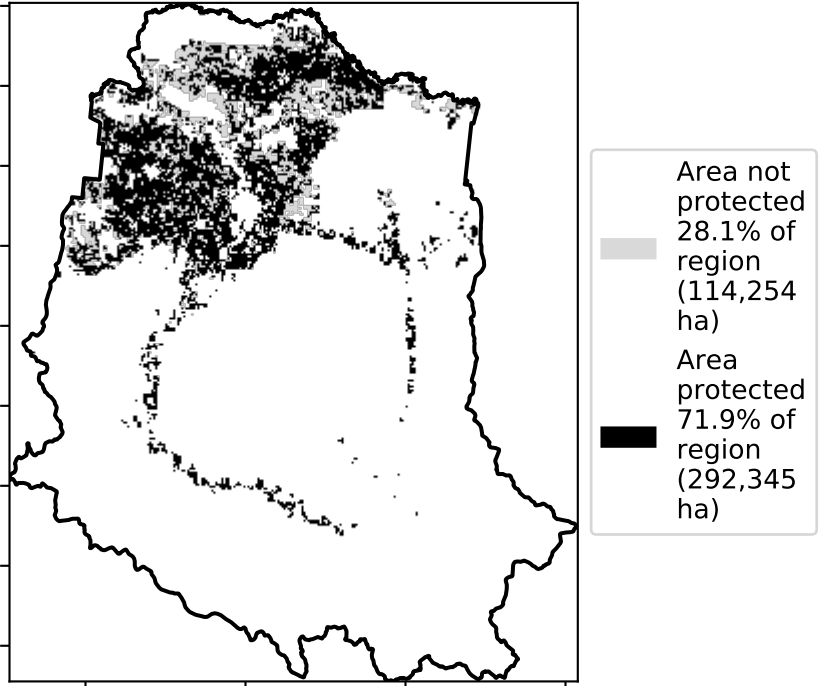 Area not
protected
28.1% of
region
(114,254
ha)
Area
protected
71.9% of
region
(292,345
ha)